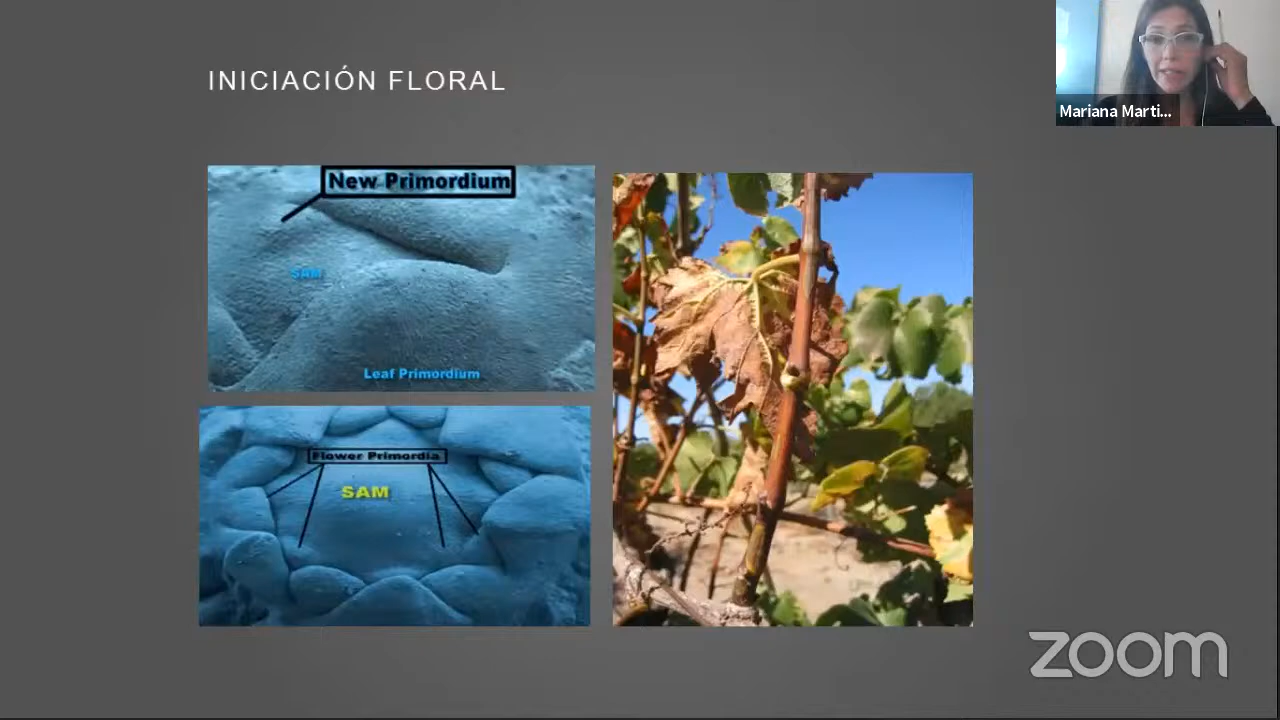 INICIACIÓN FLORAL
Mariana Marti...
New Primordium
SAM
Leaf Primordium
Flower Primordia
SAM
zoom